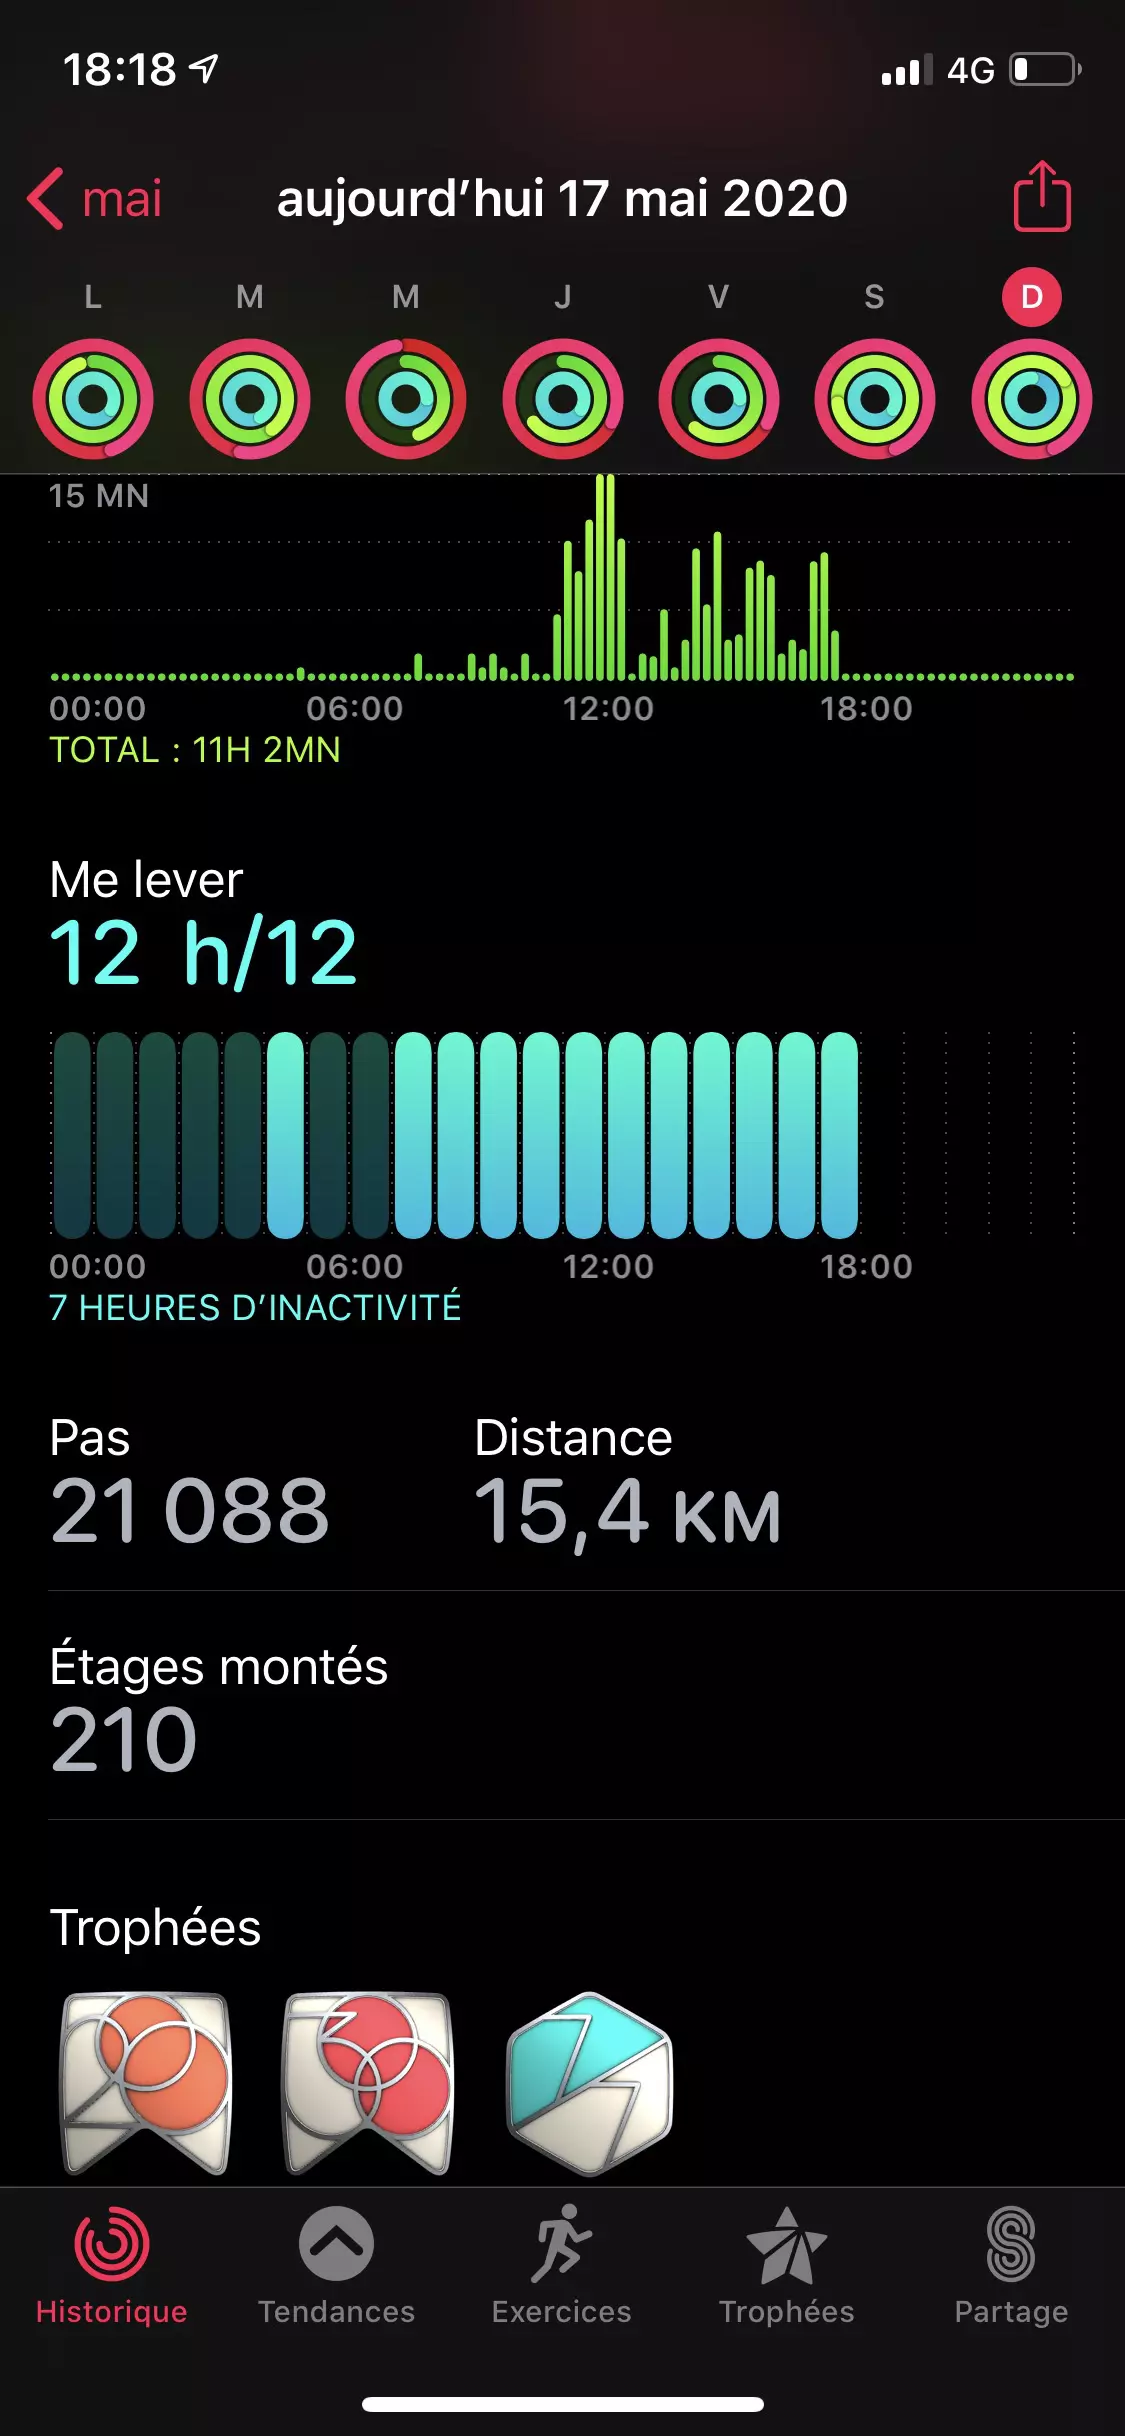 18:18 4G
mai aujourd’hui 17 mai 2020
L M M J V S D
15 MN
00:00 06:00 12:00 18:00
TOTAL : 11H 2MN
Me lever
12 h/12
00:00 06:00 12:00 18:00
7 HEURES D’INACTIVITÉ
Pas Distance
21 088 15,4 KM
Étages montés
210
Trophées
Historique Tendances Exercices Trophées Partage